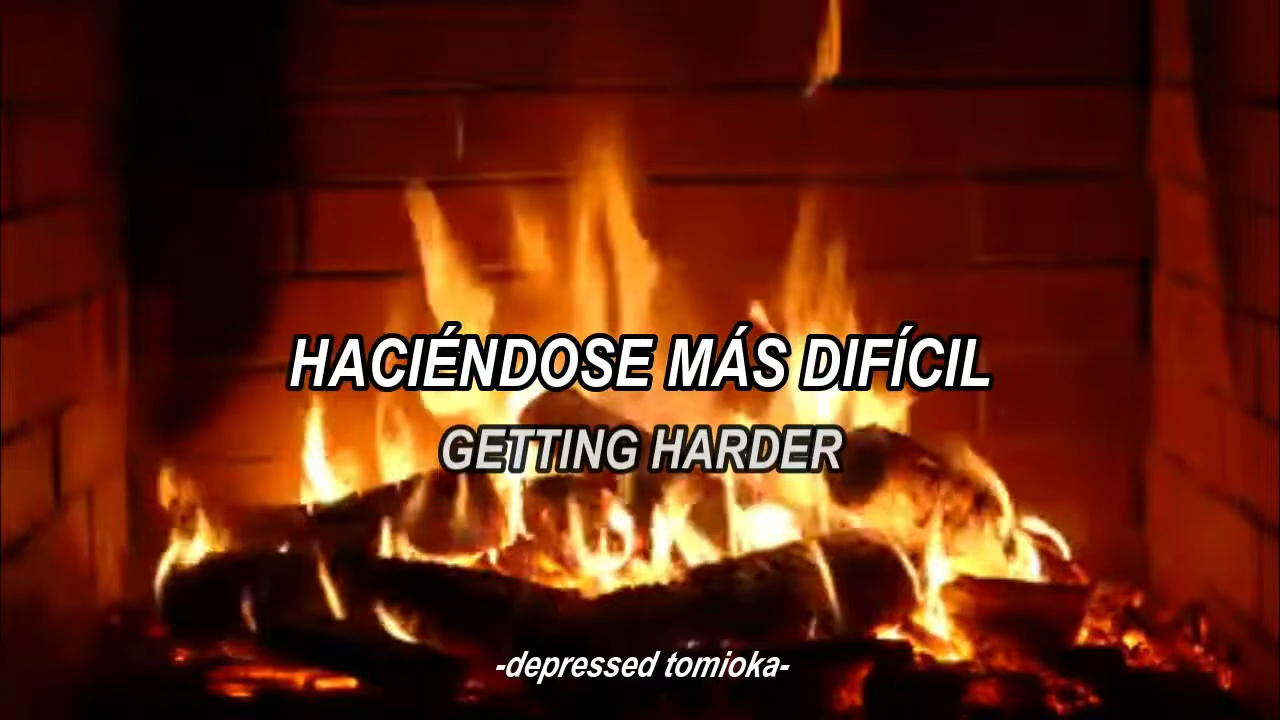 HACIÉNDOSE MÁS DIFÍCIL
GETTING HARDER
-depressed tomioka-